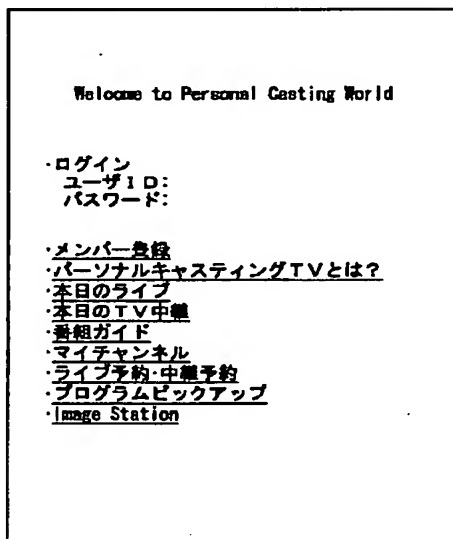 Welcome to Personal Casting World
・ログイン
ユーザID:
パスワード:
・メンバー登録
・パーソナルキャスティングTVとは?
・本日のライブ
・本日のTV中継
・番組ガイド
・マイチャンネル
・ライブ予約・中継予約
・プログラムピックアップ
・Image Station